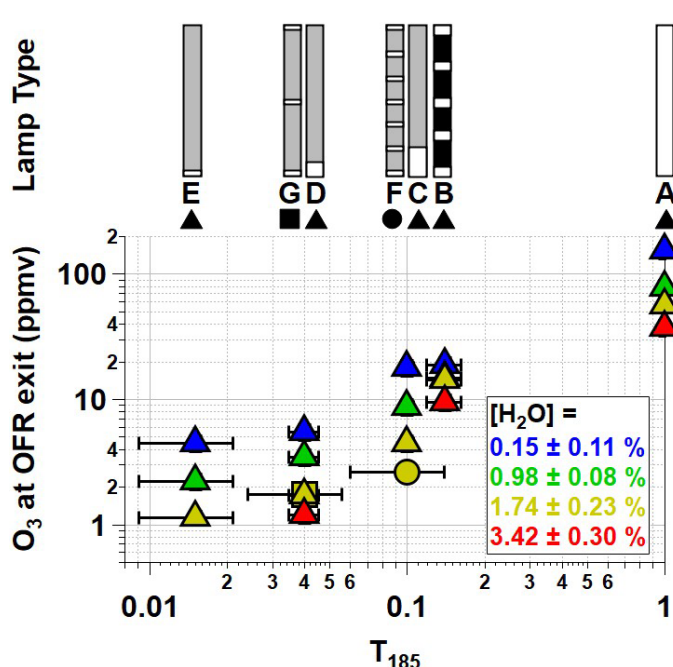 Lamp Type
E G D F C B A
O3 at OFR exit (ppmv)
2
100
4
2
10
4
2
1
[H2O] =
0.15 ± 0.11 %
0.98 ± 0.08 %
1.74 ± 0.23 %
3.42 ± 0.30 %
2 3 4 5 6 2 3 4 5 6
0.01 0.1 1
T185